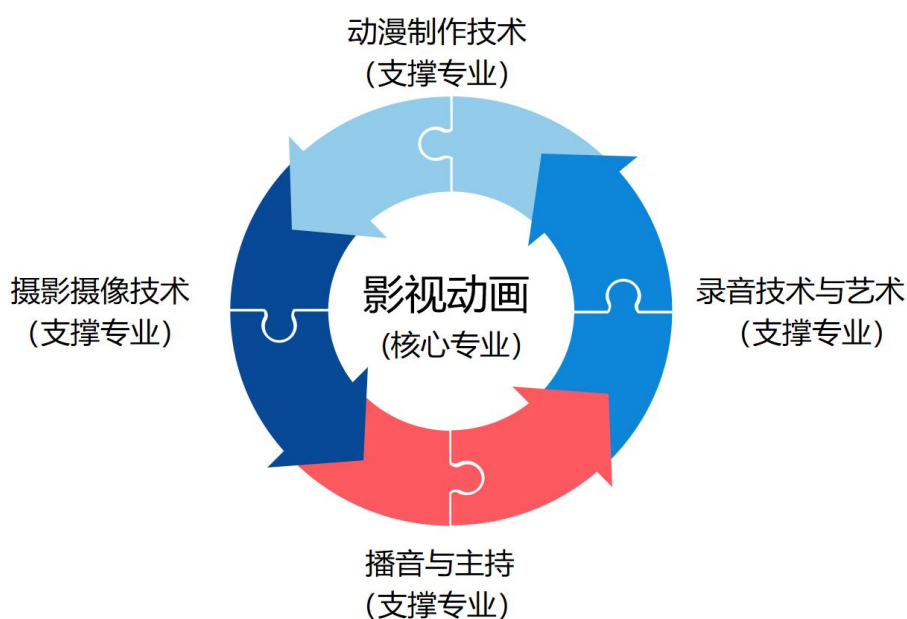 动漫制作技术
（支撑专业）
摄影摄像技术
（支撑专业）
影视动画
(核心专业）
录音技术与艺术
（支撑专业）
播音与主持
（支撑专业）